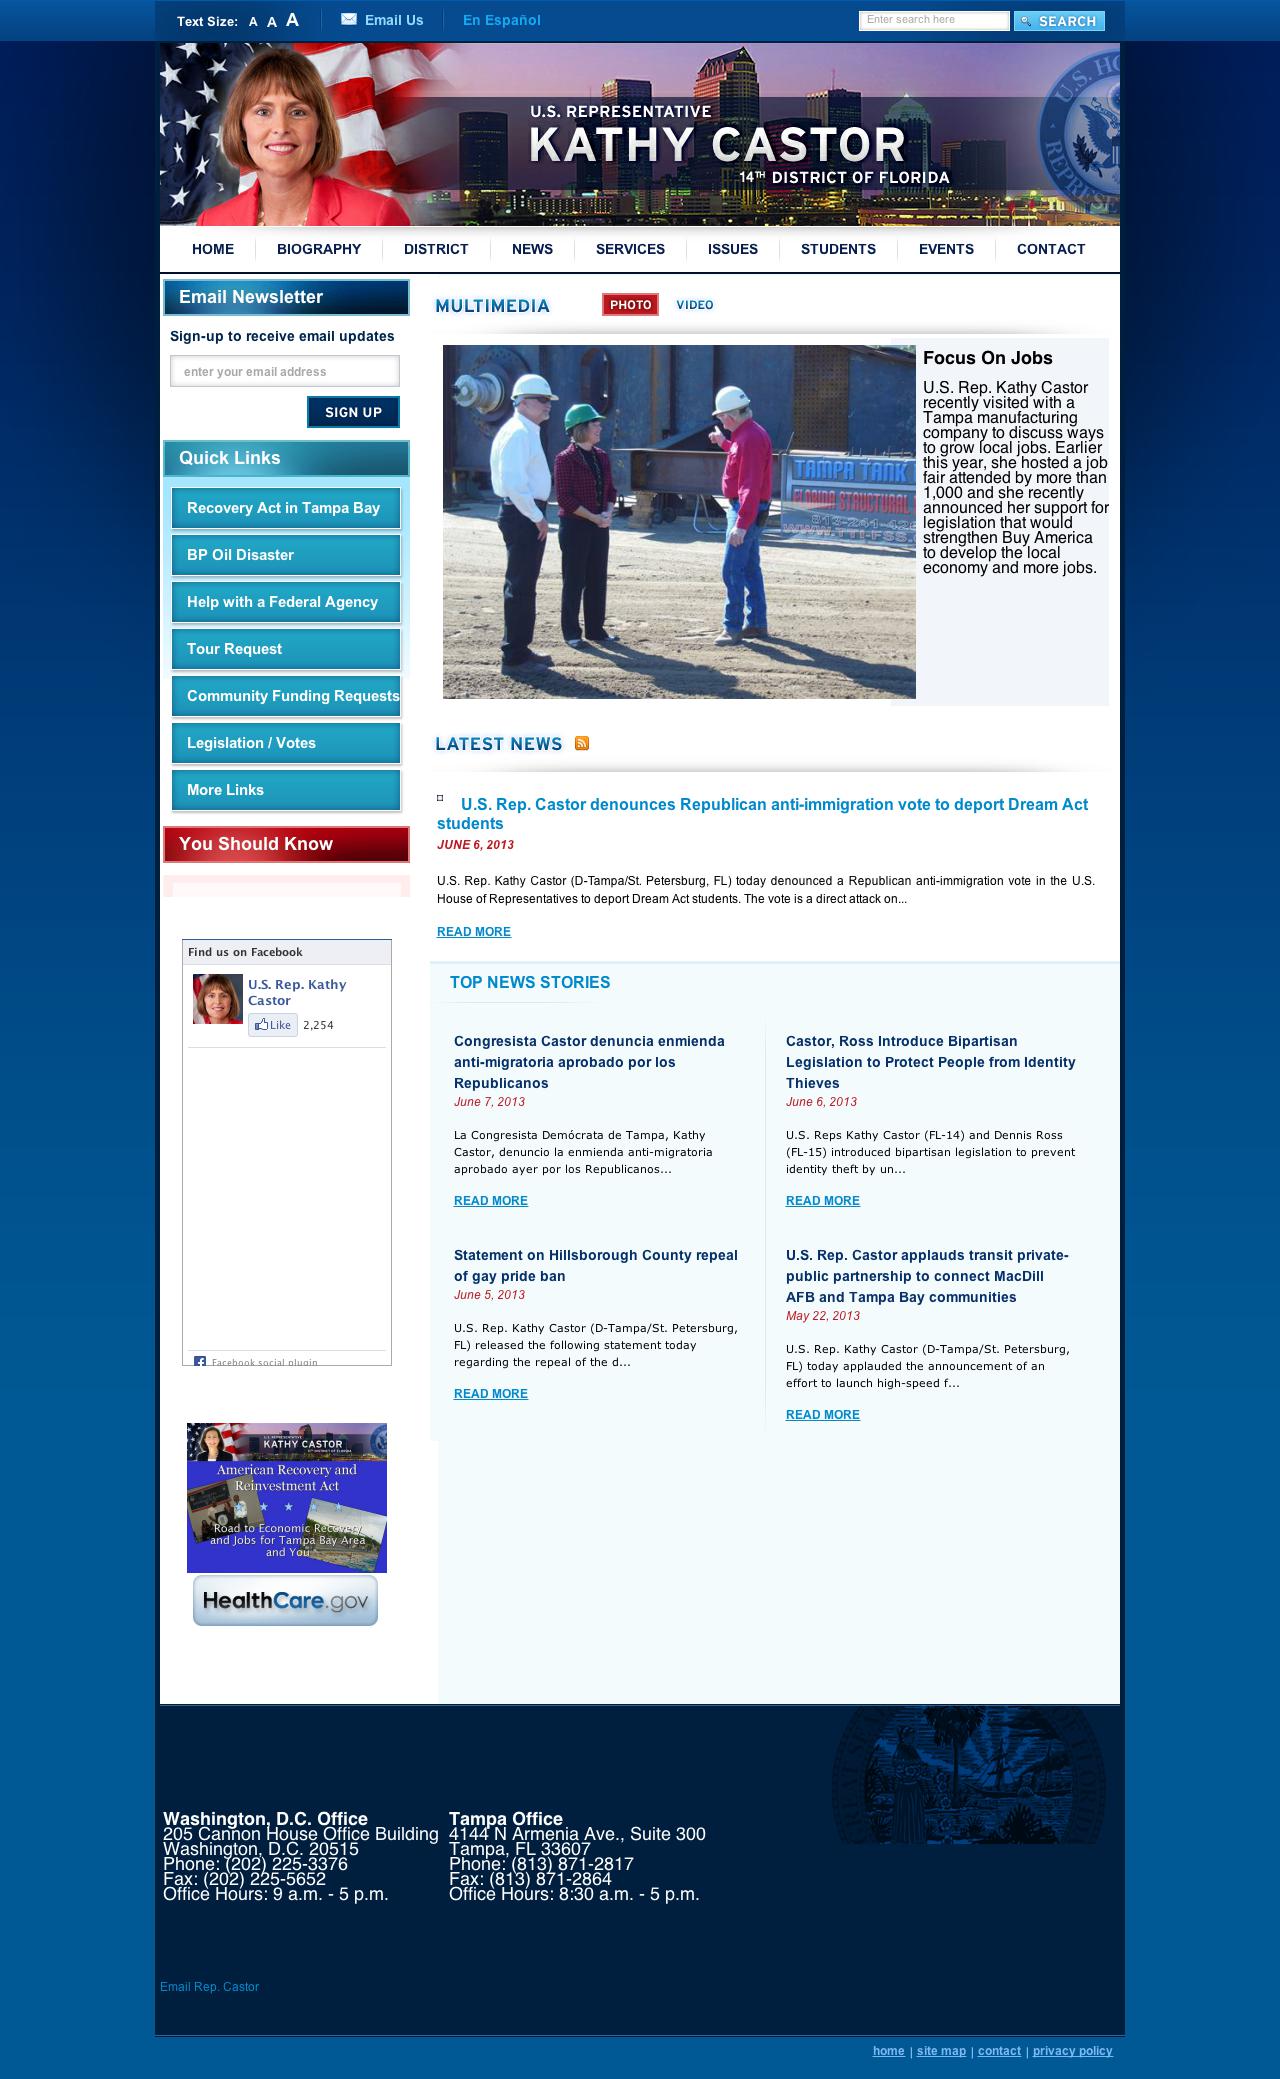 Text Size: A A A
Email Us
En Español
Enter search here
SEARCH
U.S. REPRESENTATIVE
KATHY CASTOR
14TH DISTRICT OF FLORIDA
HOME
BIOGRAPHY
DISTRICT
NEWS
SERVICES
ISSUES
STUDENTS
EVENTS
CONTACT
Email Newsletter
Sign-up to receive email updates
enter your email address
SIGN UP
Quick Links
Recovery Act in Tampa Bay
BP Oil Disaster
Help with a Federal Agency
Tour Request
Community Funding Requests
Legislation / Votes
More Links
You Should Know
Find us on Facebook
U.S. Rep. Kathy
Castor
Like 2,254
Facebook social plugin
U.S. REPRESENTATIVE
KATHY CASTOR
American Recovery and
Reinvestment Act
Road to Economic Recovery
and Jobs for Tampa Bay Area
and You
HealthCare.gov
MULTIMEDIA
PHOTO
VIDEO
TAMPA TANK
FLORIDA STRUCTURAL
WWW.TTI-FSS.
Focus On Jobs
U.S. Rep. Kathy Castor
recently visited with a
Tampa manufacturing
company to discuss ways
to grow local jobs. Earlier
this year, she hosted a job
fair attended by more than
1,000 and she recently
announced her support for
legislation that would
strengthen Buy America
to develop the local
economy and more jobs.
LATEST NEWS
U.S. Rep. Castor denounces Republican anti-immigration vote to deport Dream Act
students
JUNE 6, 2013
U.S. Rep. Kathy Castor (D-Tampa/St. Petersburg, FL) today denounced a Republican anti-immigration vote in the U.S.
House of Representatives to deport Dream Act students. The vote is a direct attack on...
READ MORE
TOP NEWS STORIES
Congresista Castor denuncia enmienda
anti-migratoria aprobado por los
Republicanos
June 7, 2013
La Congresista Demócrata de Tampa, Kathy
Castor, denuncio la enmienda anti-migratoria
aprobado ayer por los Republicanos...
READ MORE
Castor, Ross Introduce Bipartisan
Legislation to Protect People from Identity
Thieves
June 6, 2013
U.S. Reps Kathy Castor (FL-14) and Dennis Ross
(FL-15) introduced bipartisan legislation to prevent
identity theft by un...
READ MORE
Statement on Hillsborough County repeal
of gay pride ban
June 5, 2013
U.S. Rep. Kathy Castor (D-Tampa/St. Petersburg,
FL) released the following statement today
regarding the repeal of the d...
READ MORE
U.S. Rep. Castor applauds transit private-
public partnership to connect MacDill
AFB and Tampa Bay communities
May 22, 2013
U.S. Rep. Kathy Castor (D-Tampa/St. Petersburg,
FL) today applauded the announcement of an
effort to launch high-speed f...
READ MORE
Washington, D.C. Office
205 Cannon House Office Building
Washington, D.C. 20515
Phone: (202) 225-3376
Fax: (202) 225-5652
Office Hours: 9 a.m. - 5 p.m.
Tampa Office
4144 N Armenia Ave., Suite 300
Tampa, FL 33607
Phone: (813) 871-2817
Fax: (813) 871-2864
Office Hours: 8:30 a.m. - 5 p.m.
Email Rep. Castor
home | site map | contact | privacy policy